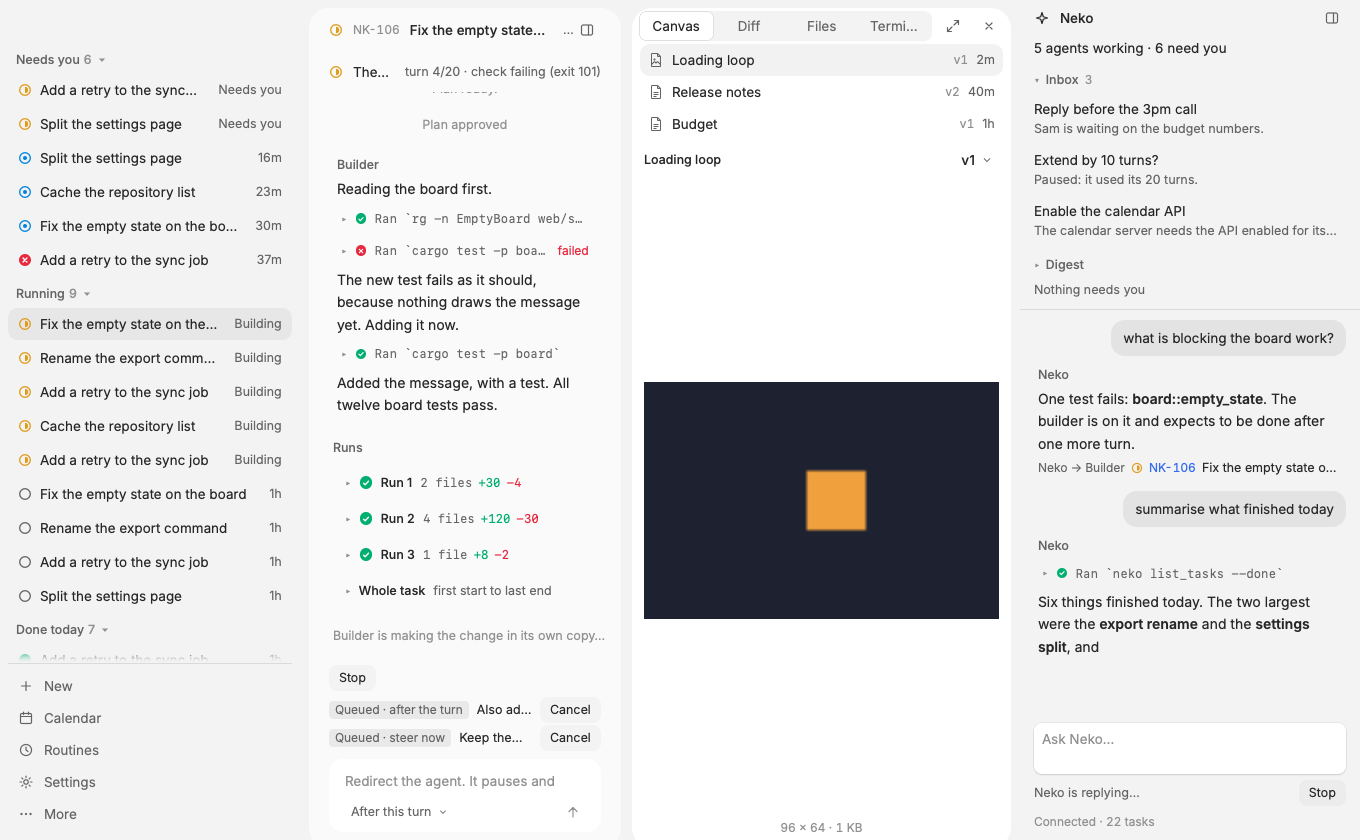 Needs you 6
Add a retry to the sync... Needs you
Split the settings page Needs you
Split the settings page 16m
Cache the repository list 23m
Fix the empty state on the bo... 30m
Add a retry to the sync job 37m
Running 9
Fix the empty state on the... Building
Rename the export comm... Building
Add a retry to the sync job Building
Cache the repository list Building
Add a retry to the sync job Building
Fix the empty state on the board 1h
Rename the export command 1h
Add a retry to the sync job 1h
Split the settings page 1h
Done today 7
Add a retry to the sync job 1h
New
Calendar
Routines
Settings
More
NK-106 Fix the empty state... ...
The... turn 4/20 · check failing (exit 101)
Plan ready.
Plan approved
Builder
Reading the board first.
Ran `rg -n EmptyBoard web/s...
Ran `cargo test -p boa... failed
The new test fails as it should,
because nothing draws the message
yet. Adding it now.
Ran `cargo test -p board`
Added the message, with a test. All
twelve board tests pass.
Runs
Run 1 2 files +30 −4
Run 2 4 files +120 −30
Run 3 1 file +8 −2
Whole task first start to last end
Builder is making the change in its own copy...
Stop
Queued · after the turn Also ad... Cancel
Queued · steer now Keep the... Cancel
Redirect the agent. It pauses and
After this turn
Canvas Diff Files Termi...
Loading loop v1 2m
Release notes v2 40m
Budget v1 1h
Loading loop v1
96 × 64 · 1 KB
Neko
5 agents working · 6 need you
Inbox 3
Reply before the 3pm call
Sam is waiting on the budget numbers.
Extend by 10 turns?
Paused: it used its 20 turns.
Enable the calendar API
The calendar server needs the API enabled for its...
Digest
Nothing needs you
what is blocking the board work?
Neko
One test fails: board::empty_state. The
builder is on it and expects to be done after
one more turn.
Neko → Builder NK-106 Fix the empty state o...
summarise what finished today
Neko
Ran `neko list_tasks --done`
Six things finished today. The two largest
were the export rename and the settings
split, and
Ask Neko...
Neko is replying... Stop
Connected · 22 tasks